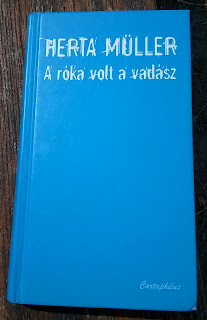 HERTA MÜLLER
A róka volt a vadász
Cartaphilus